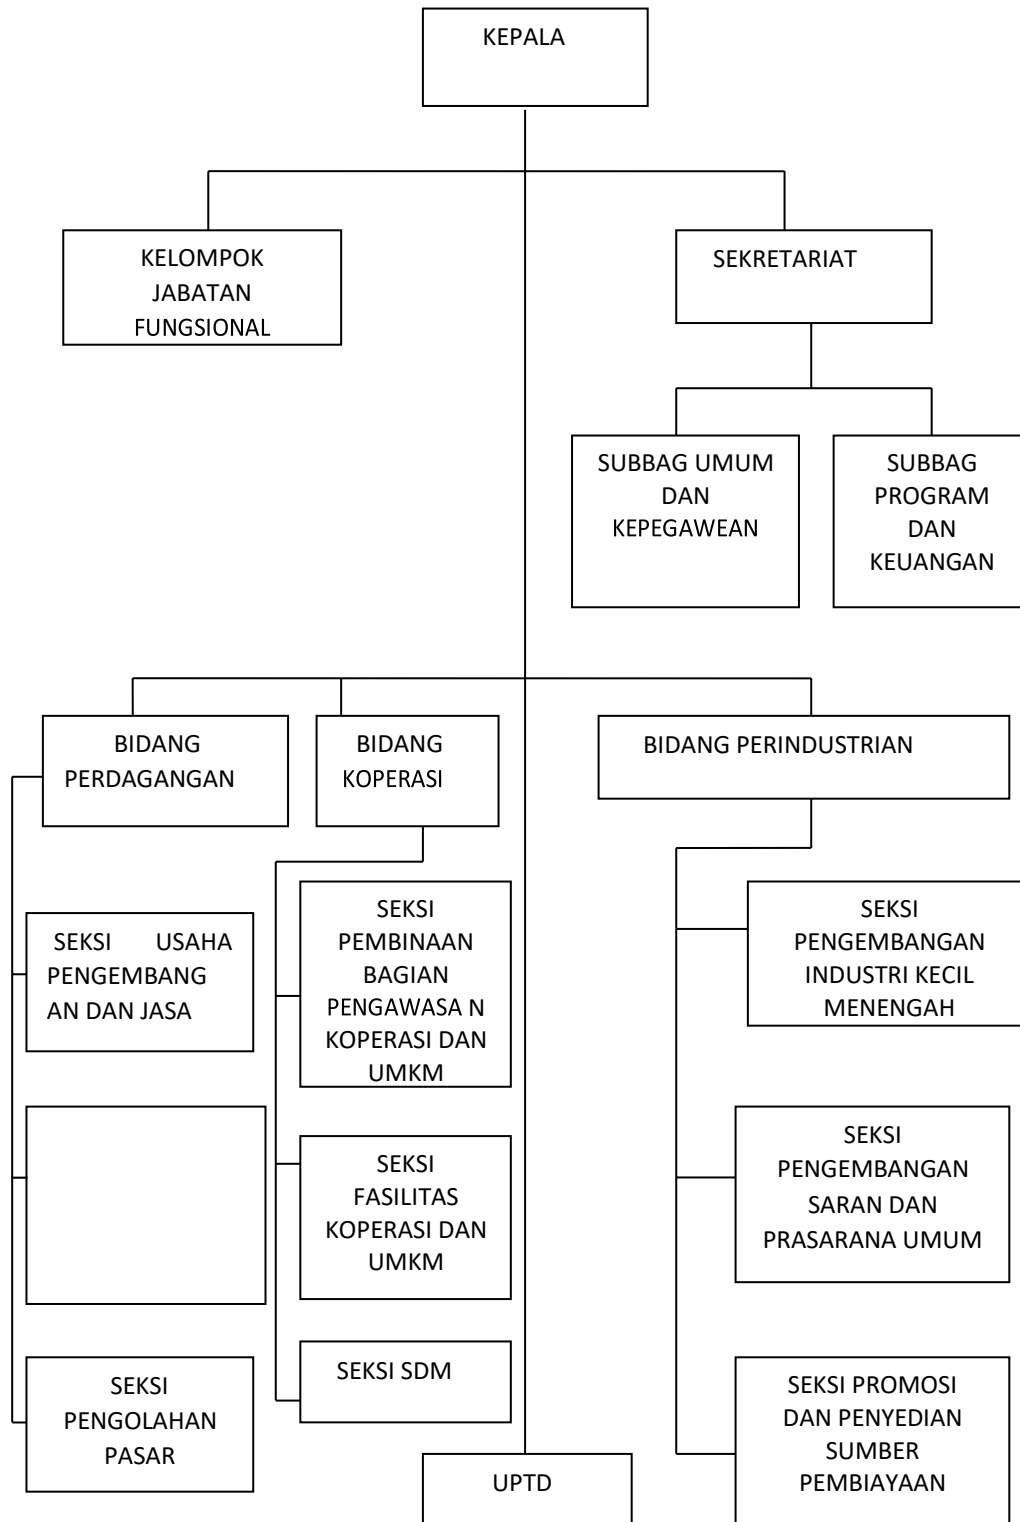 KEPALA
KELOMPOK
JABATAN
FUNGSIONAL
SEKRETARIAT
SUBBAG UMUM
DAN
KEPEGAWEAN
SUBBAG
PROGRAM
DAN
KEUANGAN
BIDANG
PERDAGANGAN
BIDANG
KOPERASI
BIDANG PERINDUSTRIAN
SEKSI USAHA
PENGEMBANG
AN DAN JASA
SEKSI
PENGOLAHAN
PASAR
SEKSI
PEMBINAAN
BAGIAN
PENGAWASA N
KOPERASI DAN
UMKM
SEKSI
FASILITAS
KOPERASI DAN
UMKM
SEKSI SDM
SEKSI
PENGEMBANGAN
INDUSTRI KECIL
MENENGAH
SEKSI
PENGEMBANGAN
SARAN DAN
PRASARANA UMUM
SEKSI PROMOSI
DAN PENYEDIAN
SUMBER
PEMBIAYAAN
UPTD